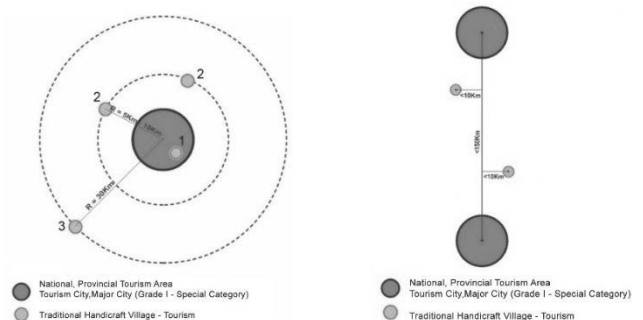 2
2
R = 5Km - 10Km
1
R = 30Km
3
National, Provincial Tourism Area
Tourism City,Major City (Grade I - Special Category)
Traditional Handicraft Village - Tourism
<10Km
<150Km
<10Km
National, Provincial Tourism Area
Tourism City,Major City (Grade I - Special Category)
Traditional Handicraft Village - Tourism